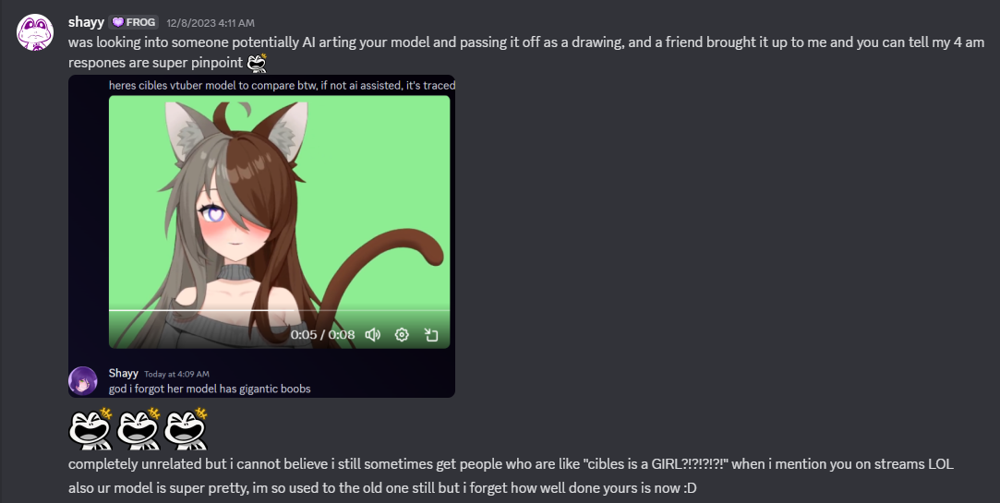 shayy FROG 12/8/2023 4:11 AM
was looking into someone potentially AI arting your model and passing it off as a drawing, and a friend brought it up to me and you can tell my 4 am
respones are super pinpoint
heres cibles vtuber model to compare btw, if not ai assisted, it's traced
0:05 / 0:08
Shayy Today at 4:09 AM
god i forgot her model has gigantic boobs
completely unrelated but i cannot believe i still sometimes get people who are like "cibles is a GIRL?!?!?!?!" when i mention you on streams LOL
also ur model is super pretty, im so used to the old one still but i forget how well done yours is now :D